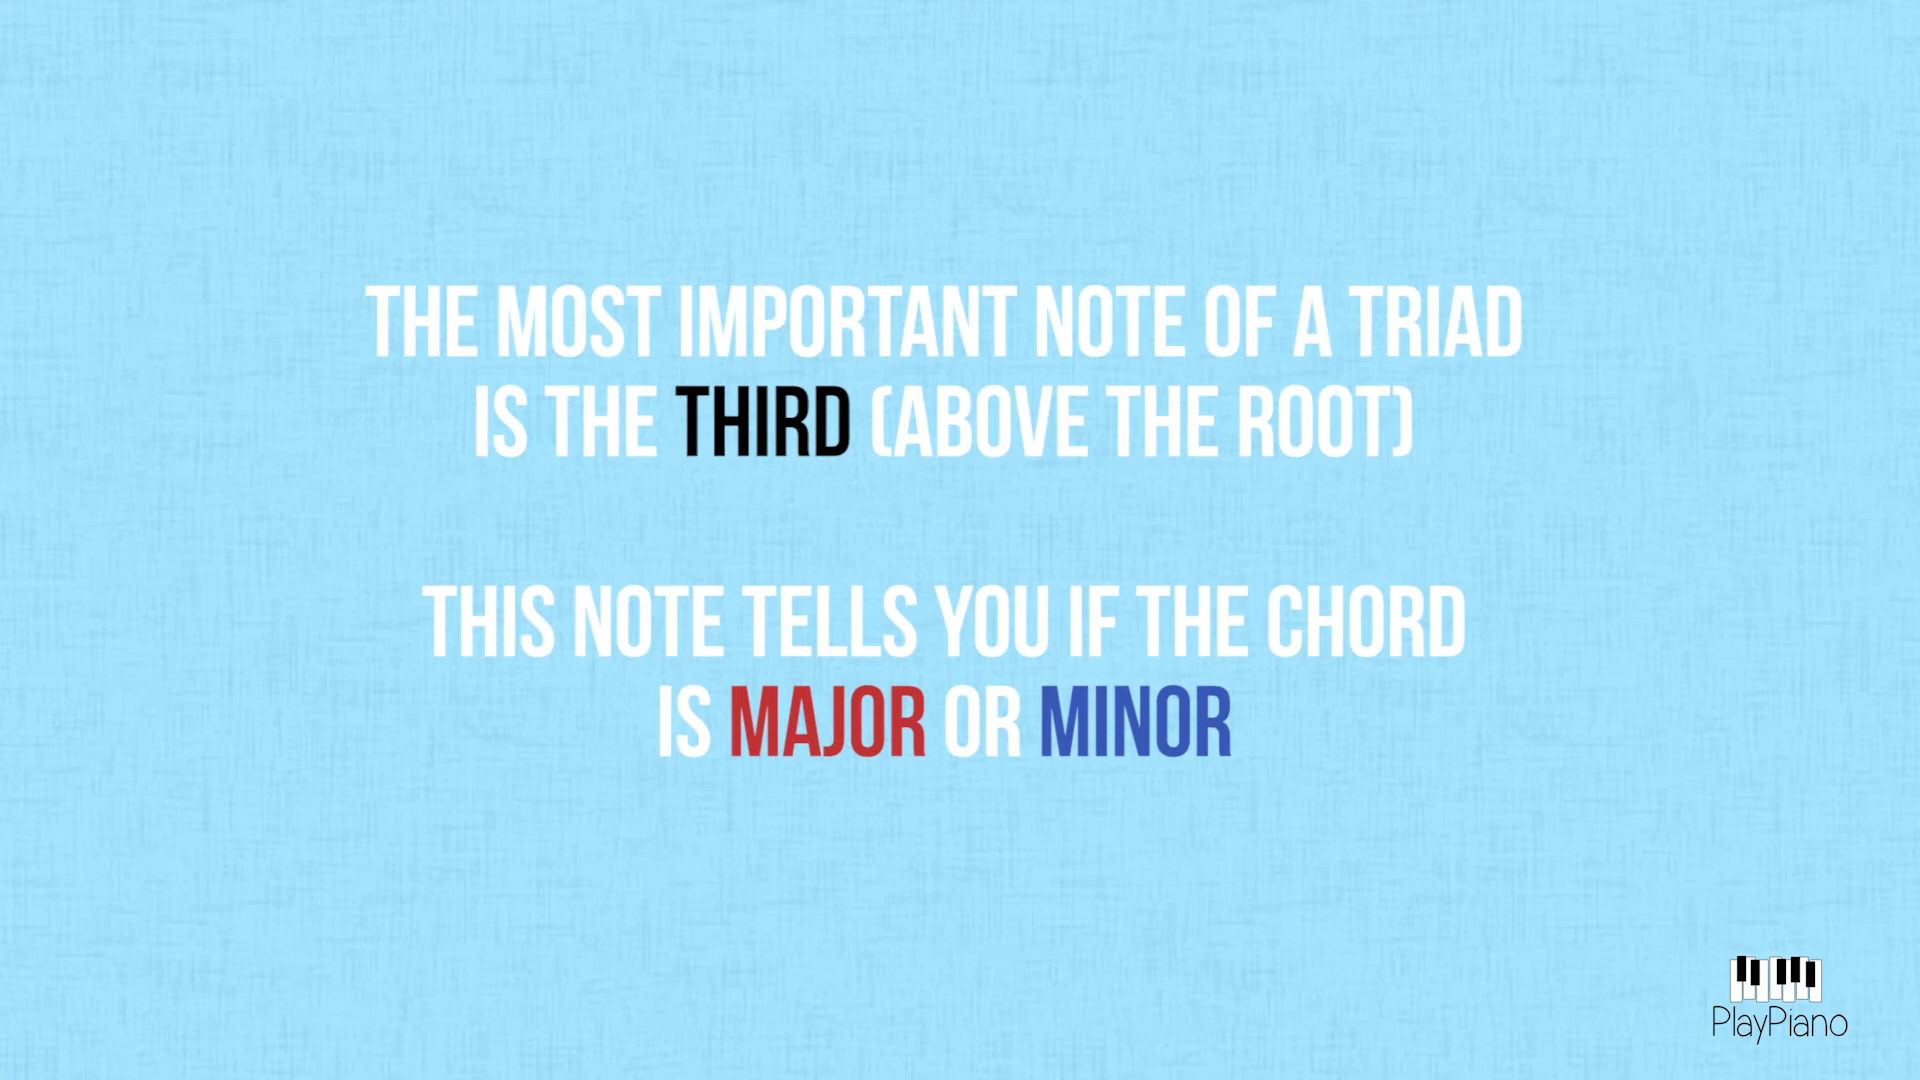 THE MOST IMPORTANT NOTE OF A TRIAD
IS THE THIRD (ABOVE THE ROOT)
THIS NOTE TELLS YOU IF THE CHORD
IS MAJOR OR MINOR
PlayPiano